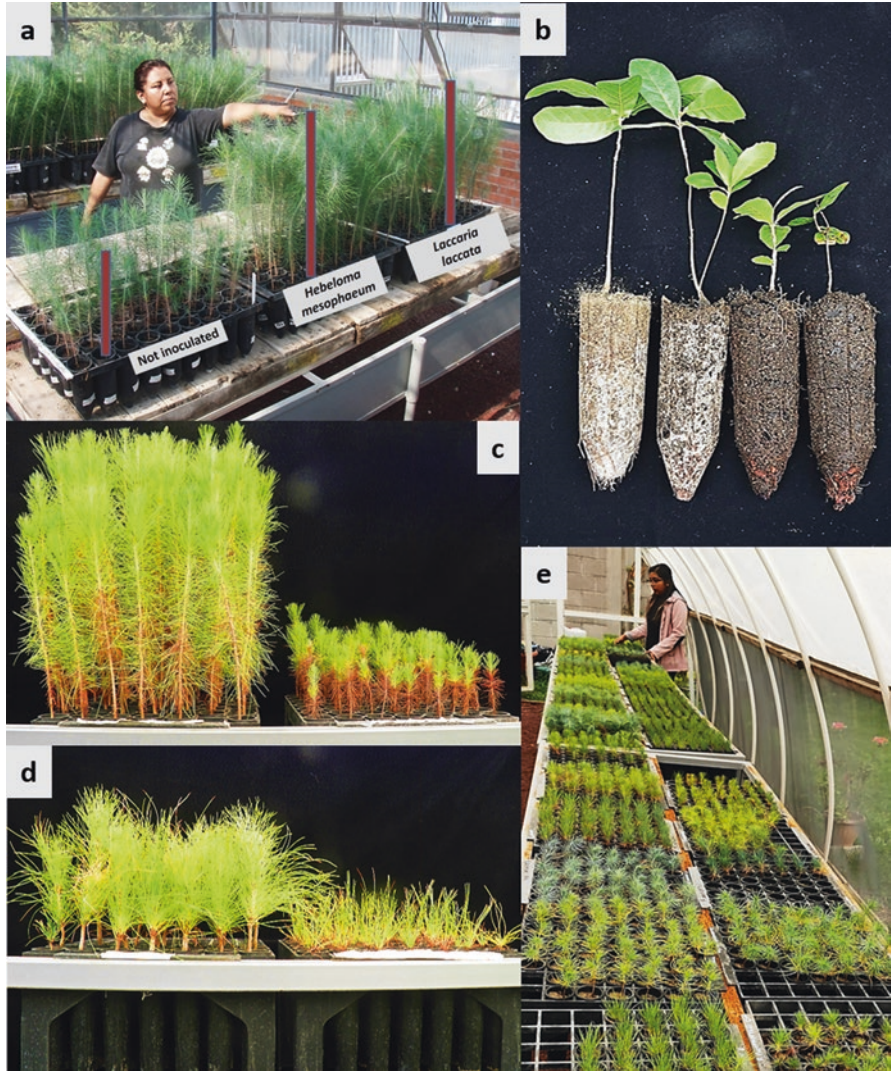 a
b
Not inoculated
Hebeloma
mesophaeum
Laccaria
laccata
c
d
e